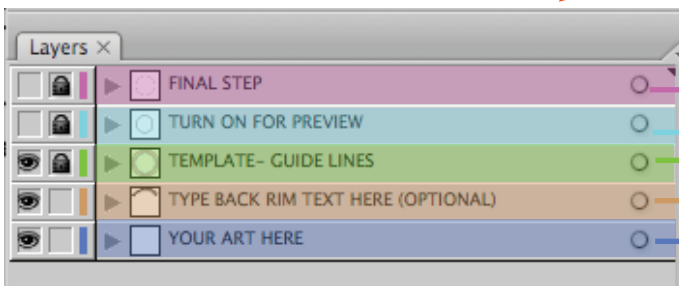 Layers ×
FINAL STEP
TURN ON FOR PREVIEW
TEMPLATE- GUIDE LINES
TYPE BACK RIM TEXT HERE (OPTIONAL)
YOUR ART HERE